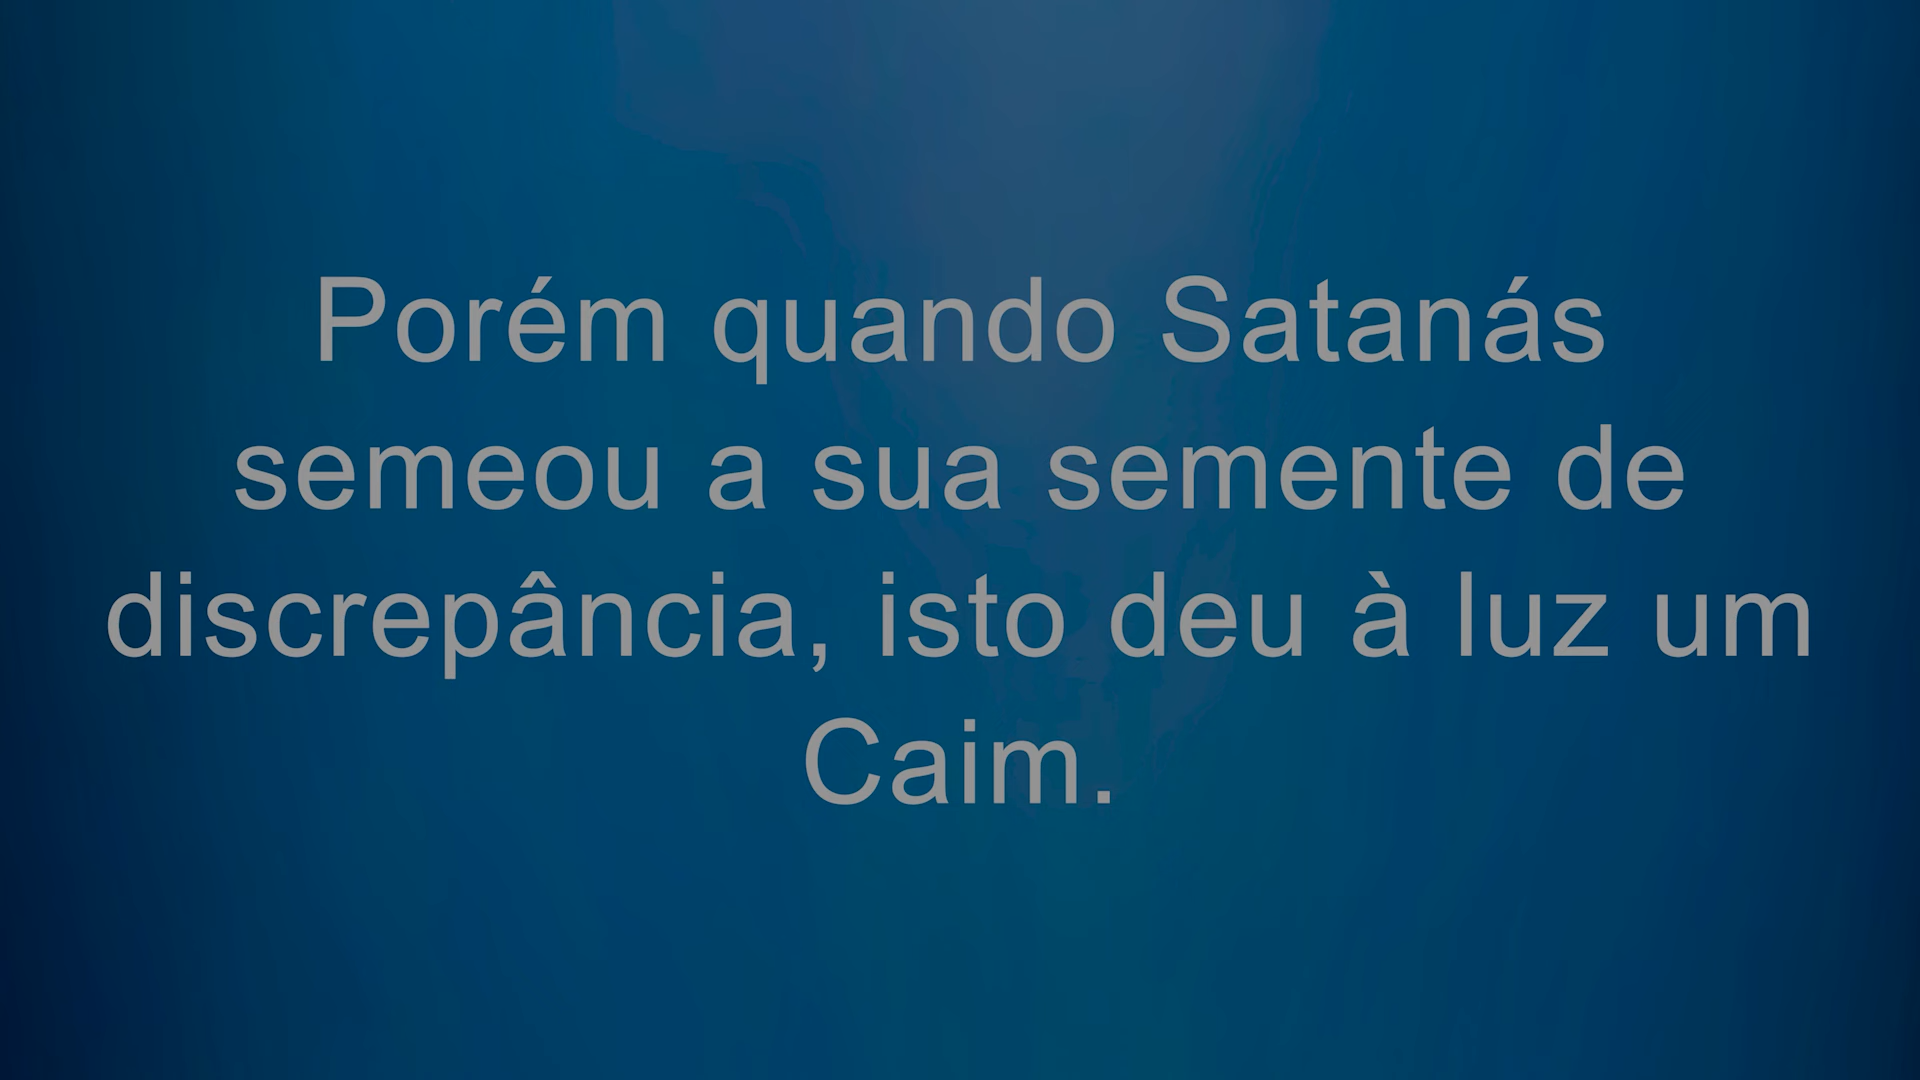 Porém quando Satanás
semeou a sua semente de
discrepância, isto deu à luz um
Caim.